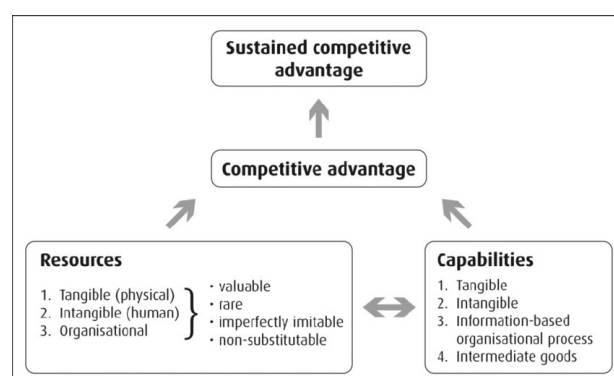 Sustained competitive
advantage
Competitive advantage
Resources
1. Tangible (physical)
2. Intangible (human)
3. Organisational
· valuable
· rare
· imperfectly imitable
· non-substitutable
Capabilities
1. Tangible
2. Intangible
3. Information-based
organisational process
4. Intermediate goods